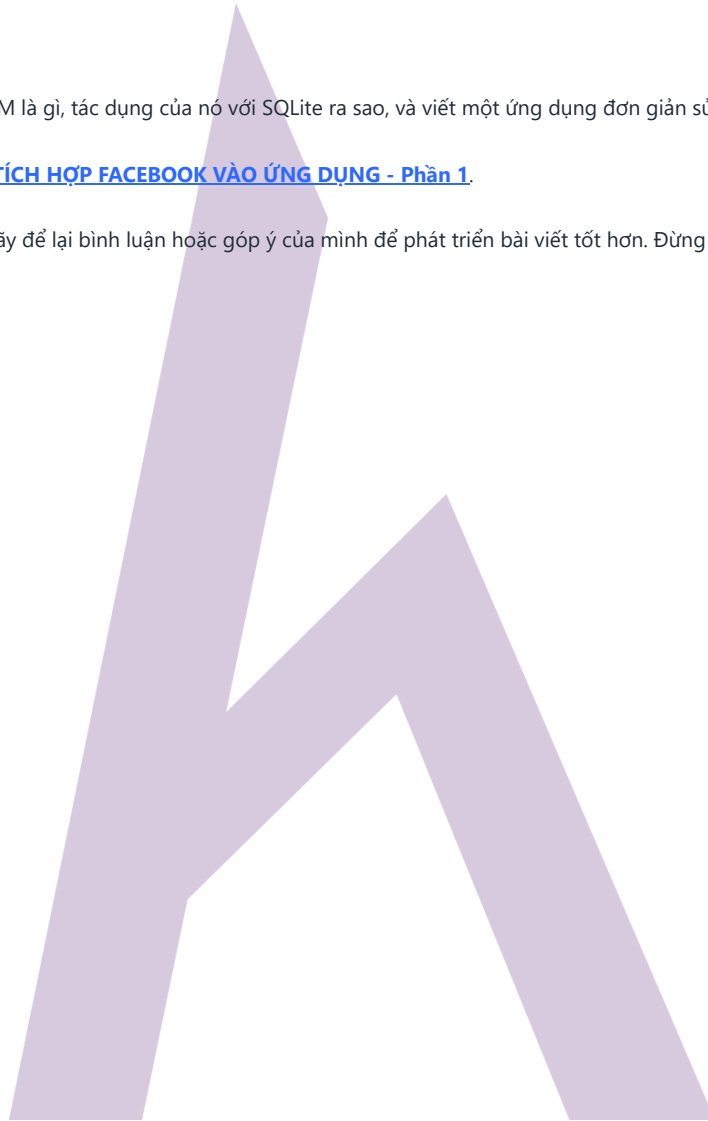 M là gì, tác dụng của nó với SQLite ra sao, và viết một ứng dụng đơn giản
TÍCH HỢP FACEBOOK VÀO ỨNG DỤNG - Phần 1.
để lại bình luận hoặc góp ý của mình để phát triển bài viết tốt hơn. Đừng